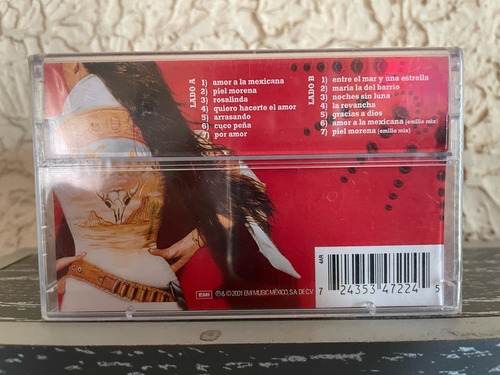 LADO A
1) amor a la mexicana
2) piel morena
3) rosalinda
4) quiero hacerte el amor
5) arrasando
6) cuco peña
7) por amor
LADO B
1) entre el mar y una estrella
2) maria la del barrio
3) noches sin luna
4) la revancha
5) gracias a dios
6) amor a la mexicana (emilio mix)
7) piel morena (emilio mix)
EMI
℗ & © 2001 EMI MUSIC MÉXICO, S.A. DE C.V.
7 24353 47224 5